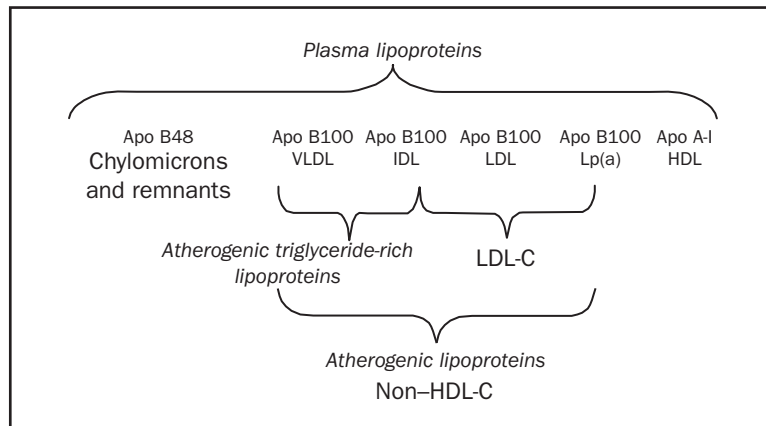 Plasma lipoproteins
Apo B48 Apo B100 Apo B100 Apo B100 Apo B100 Apo A-I
Chylomicrons VLDL IDL LDL Lp(a) HDL
and remnants
Atherogenic triglyceride-rich LDL-C
lipoproteins
Atherogenic lipoproteins
Non–HDL-C